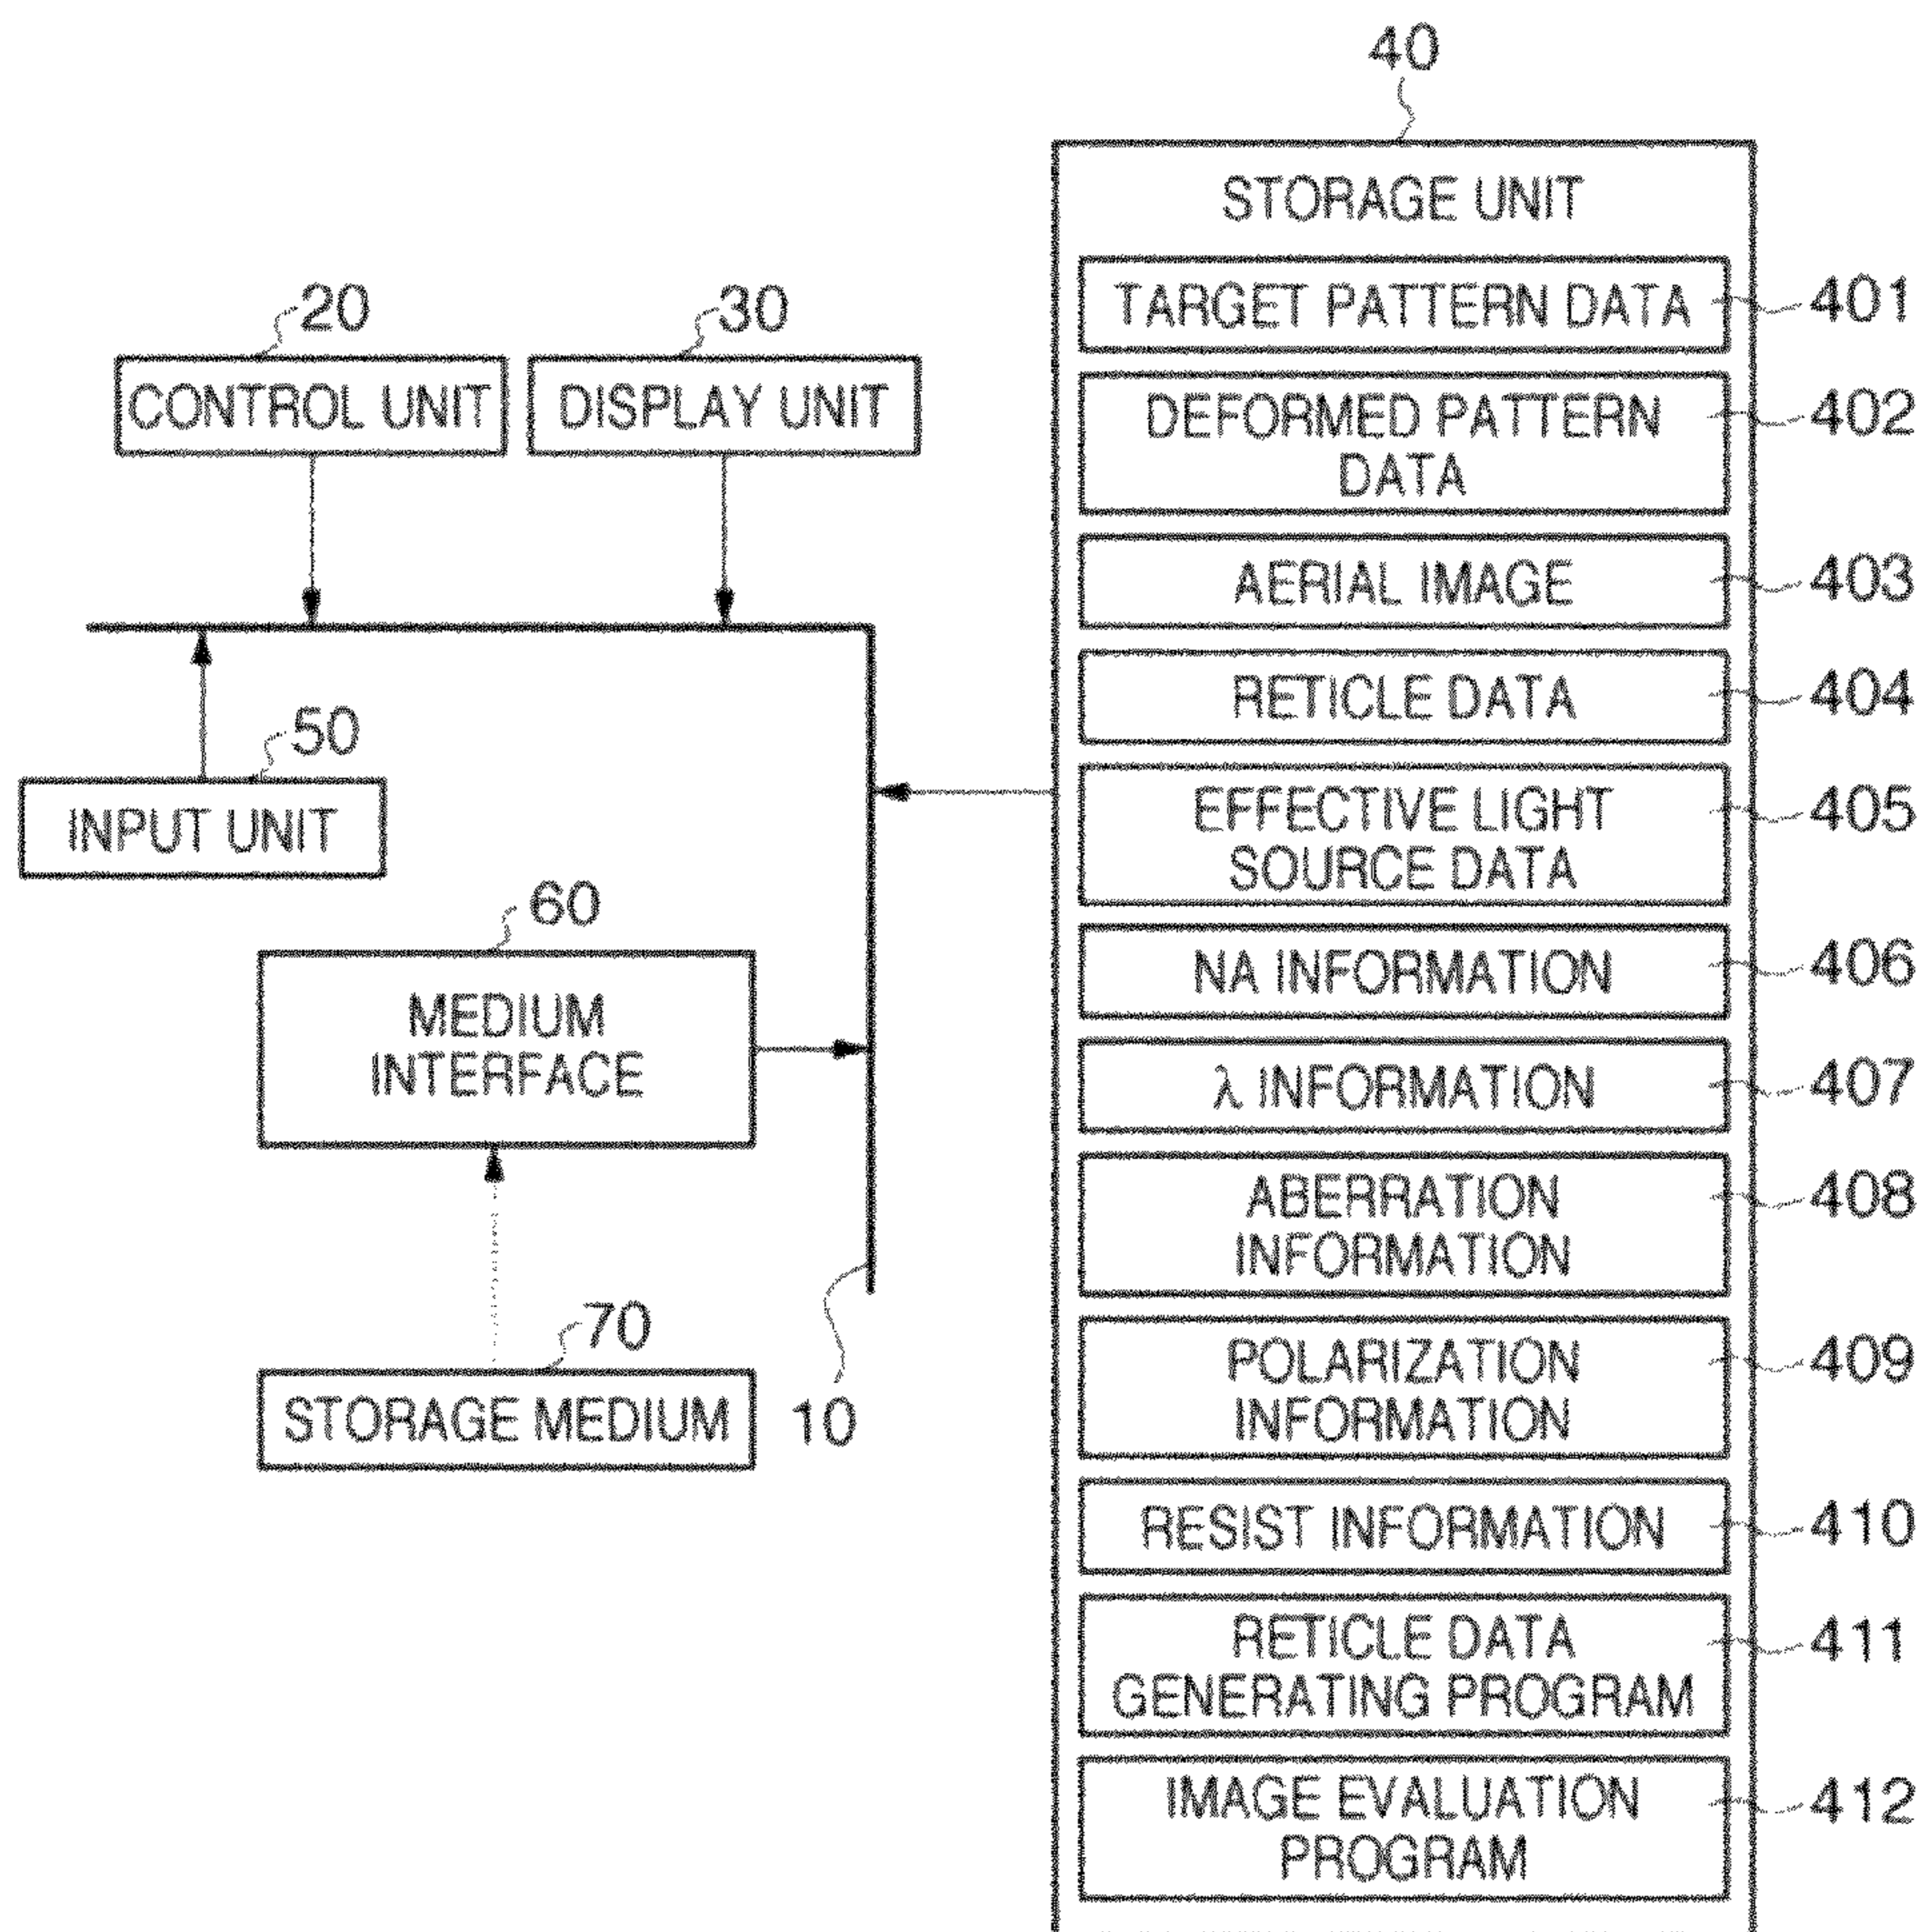 40
STORAGE UNIT
TARGET PATTERN DATA
401
DEFORMED PATTERN
DATA
402
AERIAL IMAGE
403
RETICLE DATA
404
EFFECTIVE LIGHT
SOURCE DATA
405
NA INFORMATION
406
λ INFORMATION
407
ABERRATION
INFORMATION
408
POLARIZATION
INFORMATION
409
RESIST INFORMATION
410
RETICLE DATA
GENERATING PROGRAM
411
IMAGE EVALUATION
PROGRAM
412
20
CONTROL UNIT
30
DISPLAY UNIT
50
INPUT UNIT
60
MEDIUM
INTERFACE
70
STORAGE MEDIUM
10